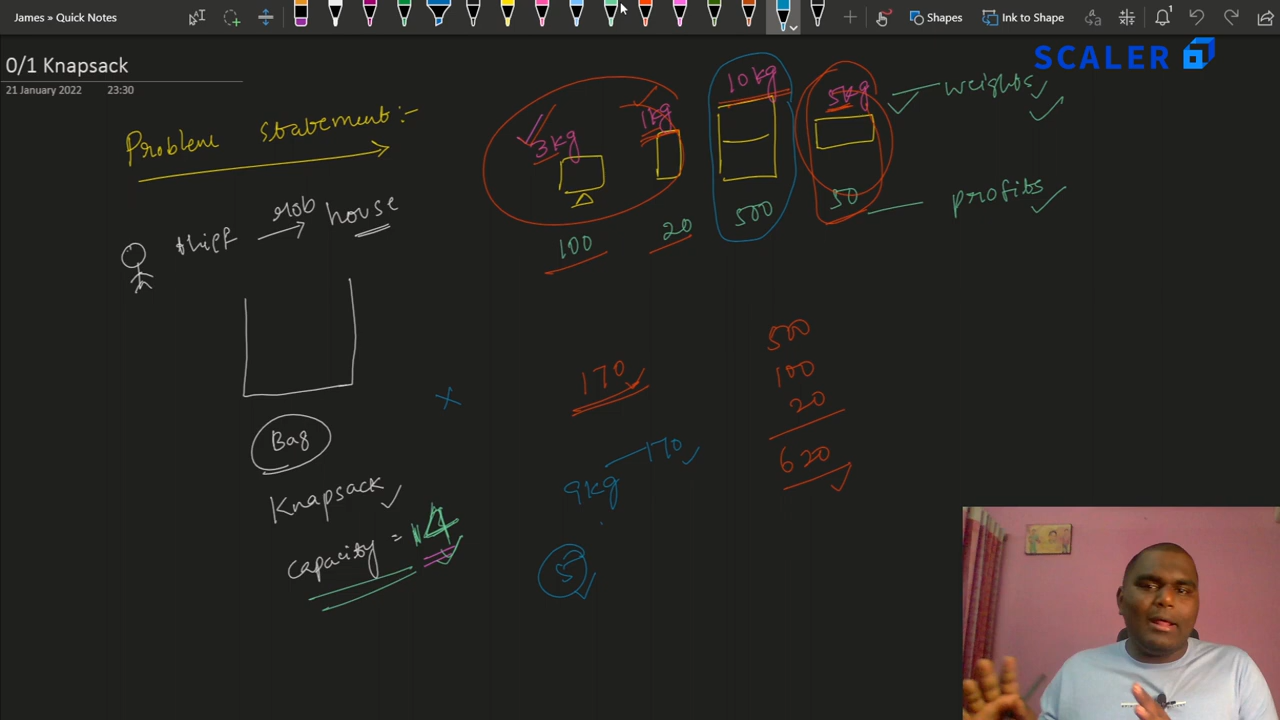 James » Quick Notes
Shapes
Ink to Shape
SCALER
0/1 Knapsack
21 January 2022 23:30
Problem statement:-
3kg
1kg
10kg
5kg
weights
100
20
500
50
profits
thief
rob
house
Bag
Knapsack
capacity = 14
170
9kg
170
5
500
100
20
620